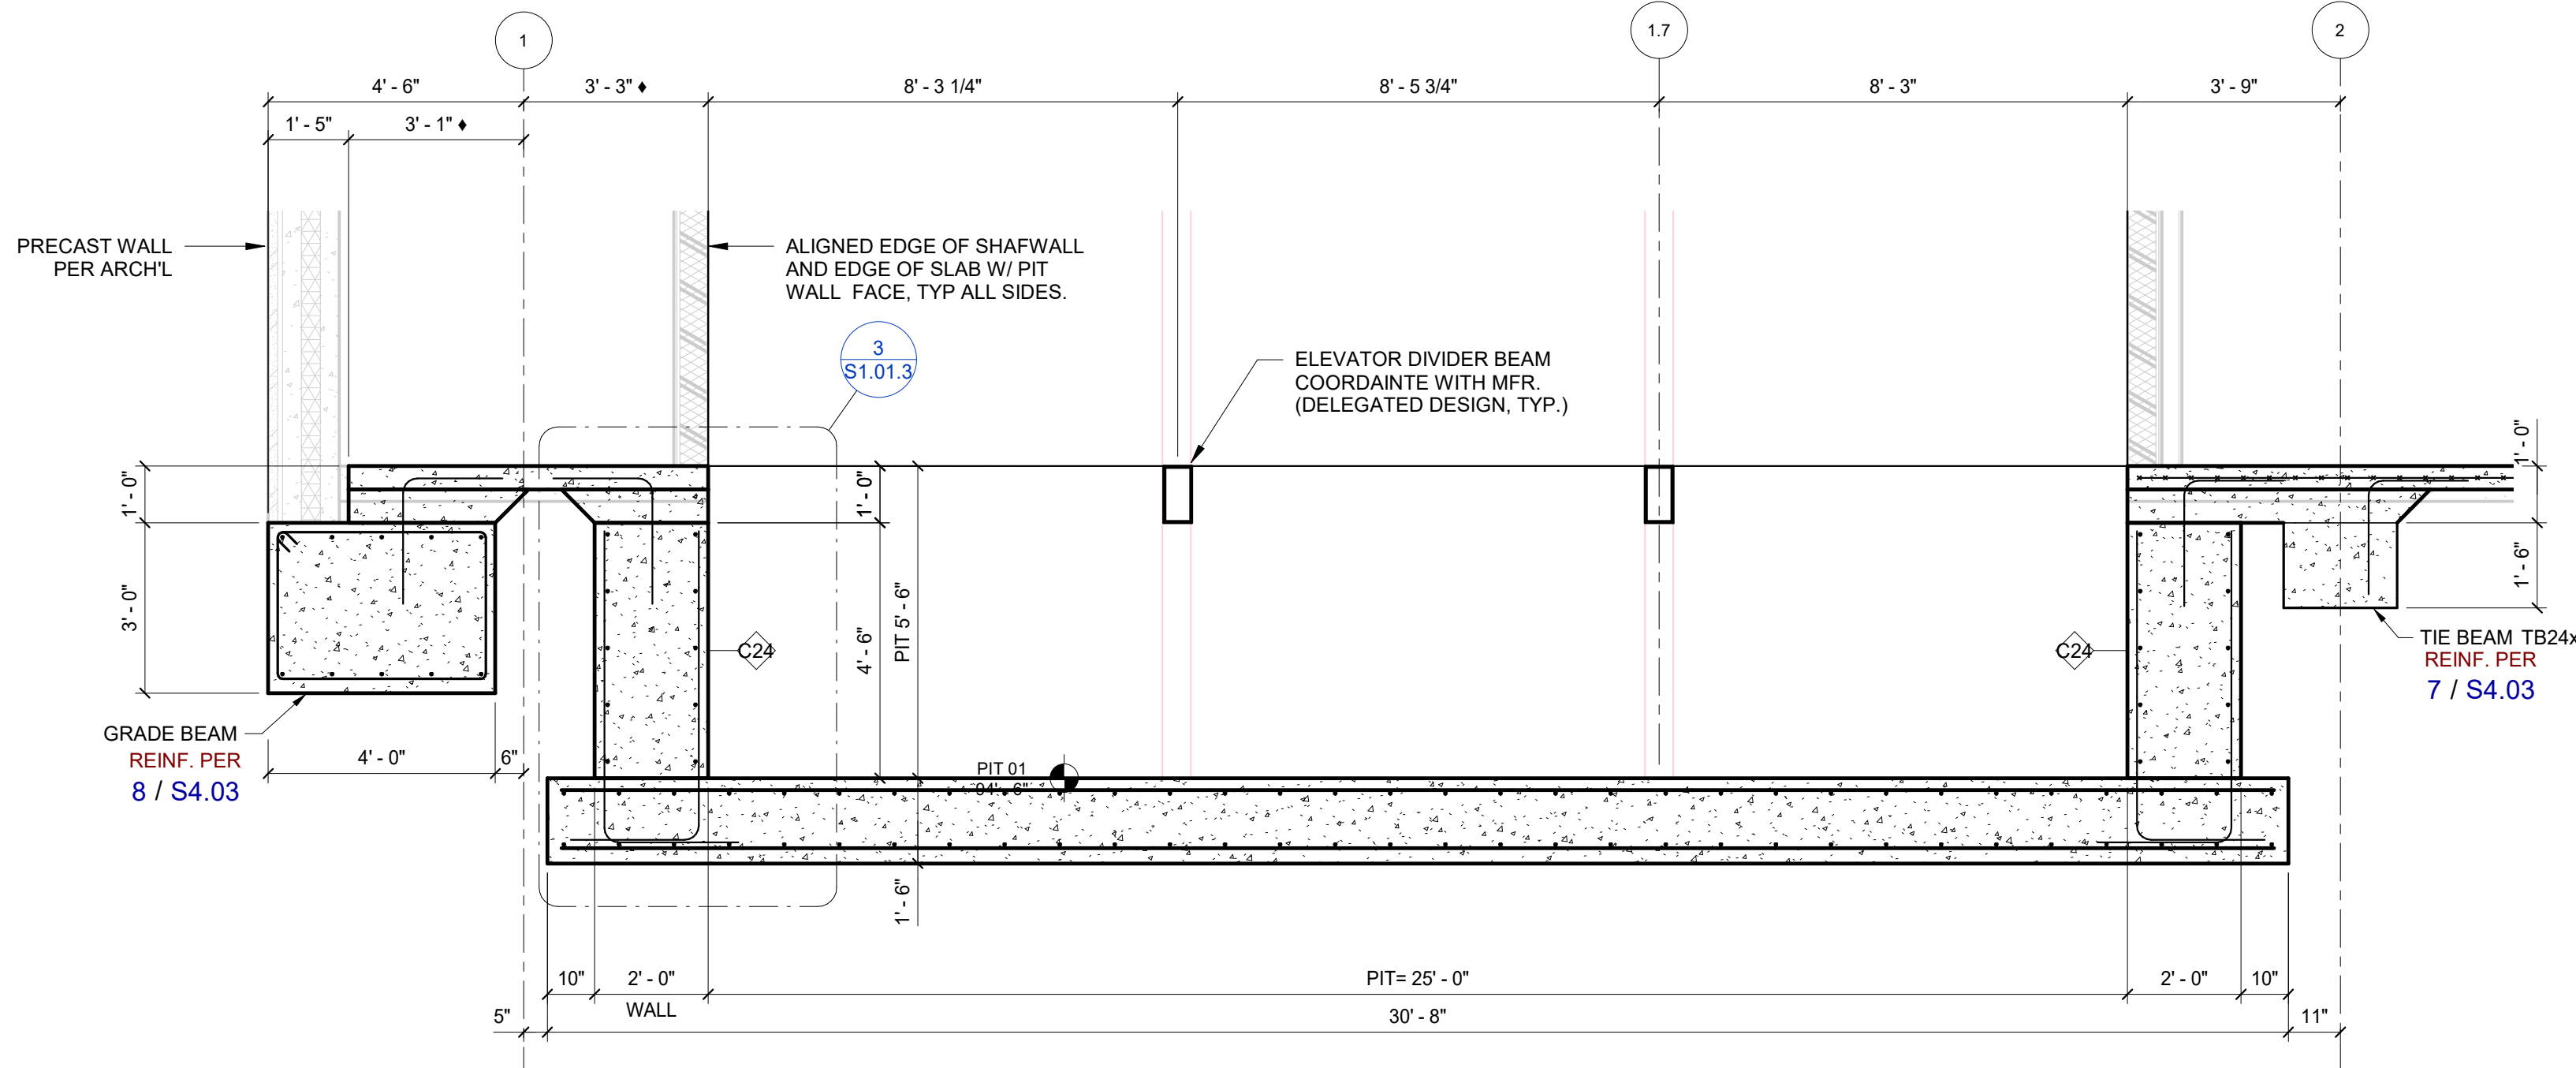 1
1.7
2
4' - 6"
3' - 3" ♦
8' - 3 1/4"
8' - 5 3/4"
8' - 3"
3' - 9"
1' - 5"
3' - 1" ♦
PRECAST WALL
PER ARCH'L
ALIGNED EDGE OF SHAFWALL
AND EDGE OF SLAB W/ PIT
WALL FACE, TYP ALL SIDES.
3
S1.01.3
ELEVATOR DIVIDER BEAM
COORDAINTE WITH MFR.
(DELEGATED DESIGN, TYP.)
1' - 0"
3' - 0"
1' - 0"
4' - 6"
PIT 5' - 6"
1' - 6"
1' - 0"
1' - 6"
C24
C24
TIE BEAM TB24x
REINF. PER
7 / S4.03
GRADE BEAM
REINF. PER
8 / S4.03
4' - 0"
6"
PIT 01
94' - 6"
10"
2' - 0"
WALL
PIT= 25' - 0"
2' - 0"
10"
5"
30' - 8"
11"